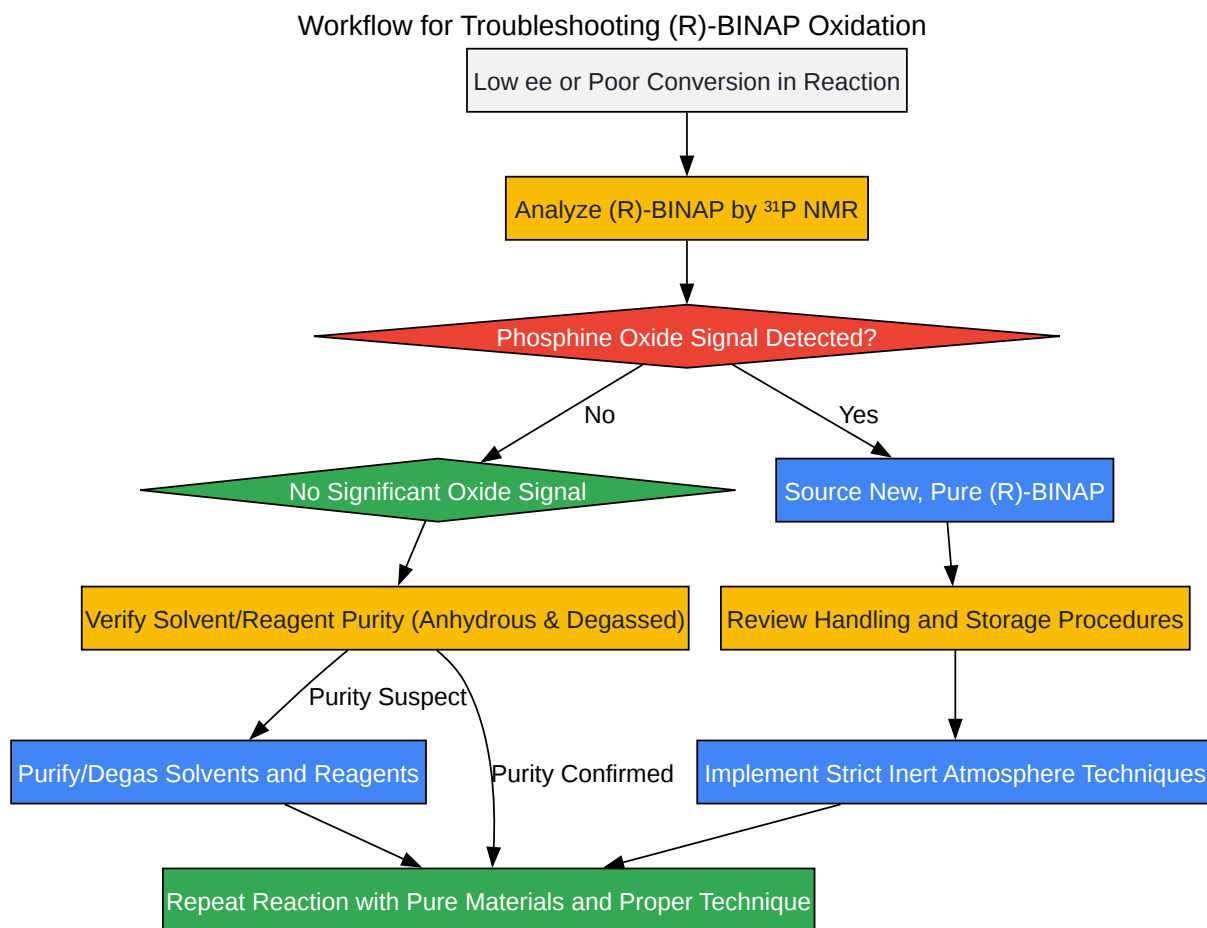 Workflow for Troubleshooting (R)-BINAP Oxidation
Low ee or Poor Conversion in Reaction
Analyze (R)-BINAP by ³¹P NMR
Phosphine Oxide Signal Detected?
No
Yes
No Significant Oxide Signal
Source New, Pure (R)-BINAP
Verify Solvent/Reagent Purity (Anhydrous & Degassed)
Review Handling and Storage Procedures
Purity Suspect
Purify/Degas Solvents and Reagents
Purity Confirmed
Implement Strict Inert Atmosphere Techniques
Repeat Reaction with Pure Materials and Proper Technique